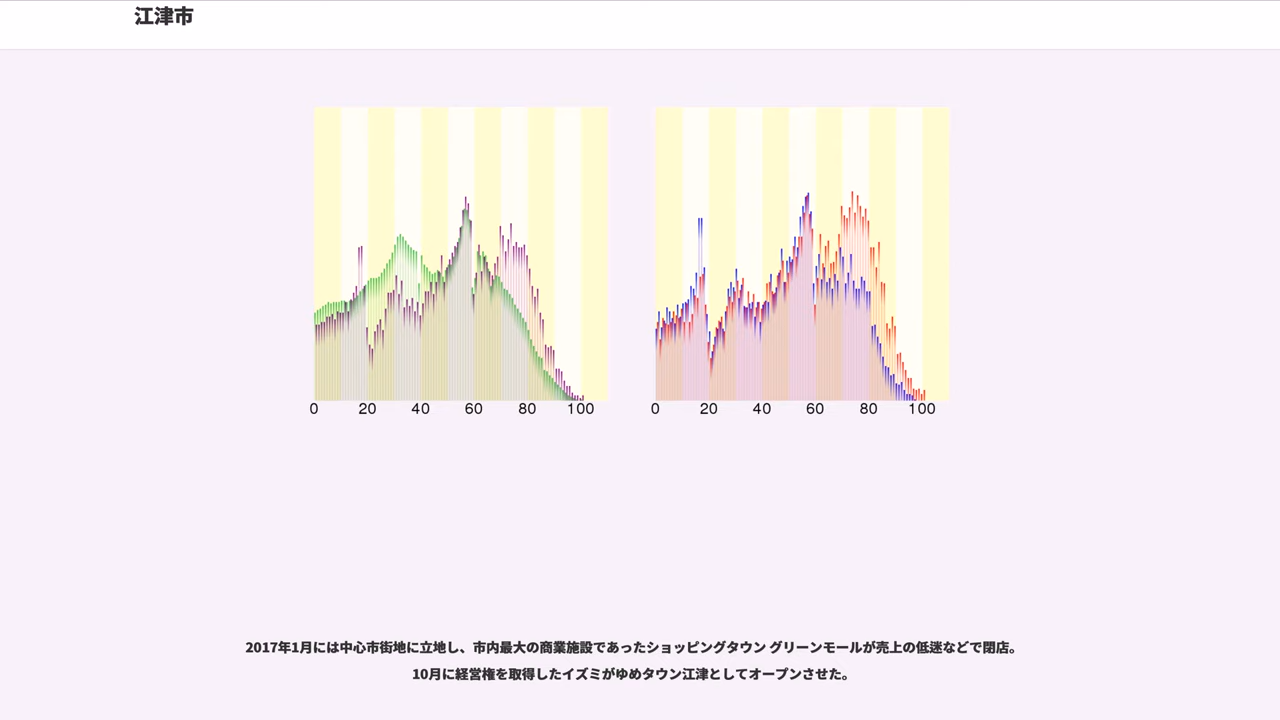 江津市
0 20 40 60 80 100
0 20 40 60 80 100
2017年1月には中心市街地に立地し、市内最大の商業施設であったショッピングタウン グリーンモールが売上の低迷などで閉店。
10月に経営権を取得したイズミがゆめタウン江津としてオープンさせた。